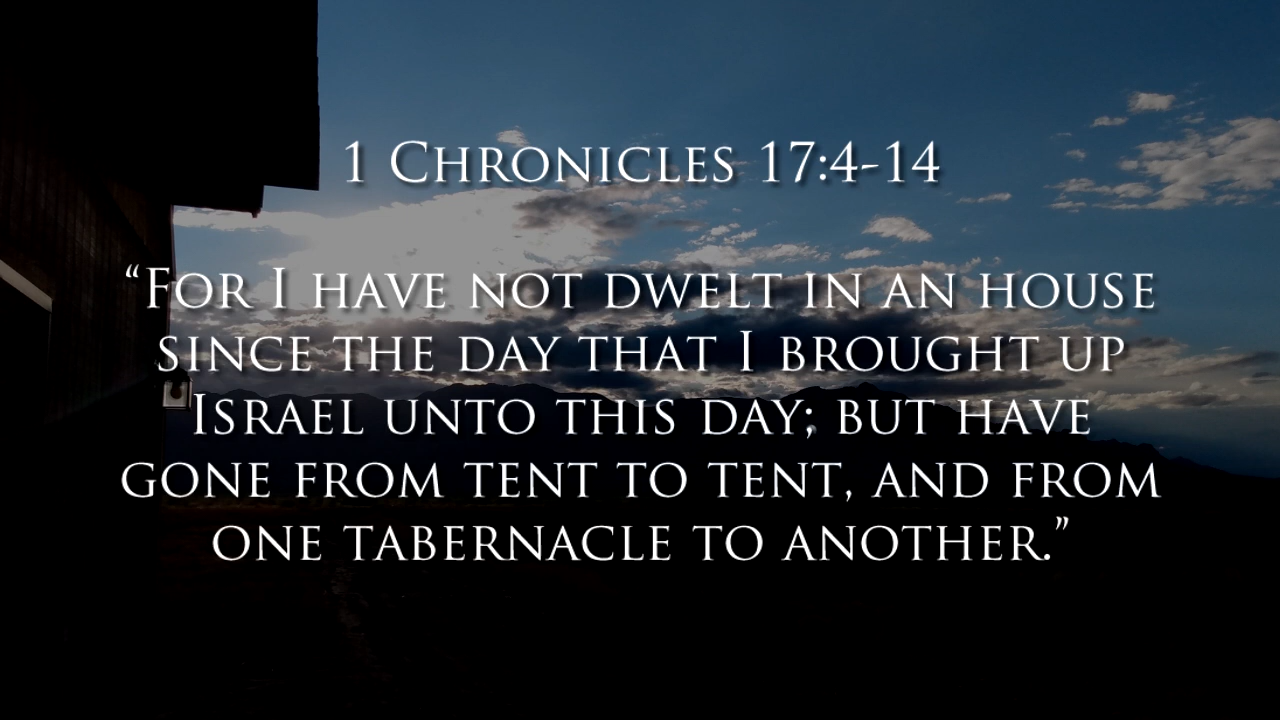 1 Chronicles 17:4-14
“For I have not dwelt in an house
since the day that I brought up
Israel unto this day; but have
gone from tent to tent, and from
one tabernacle to another.”